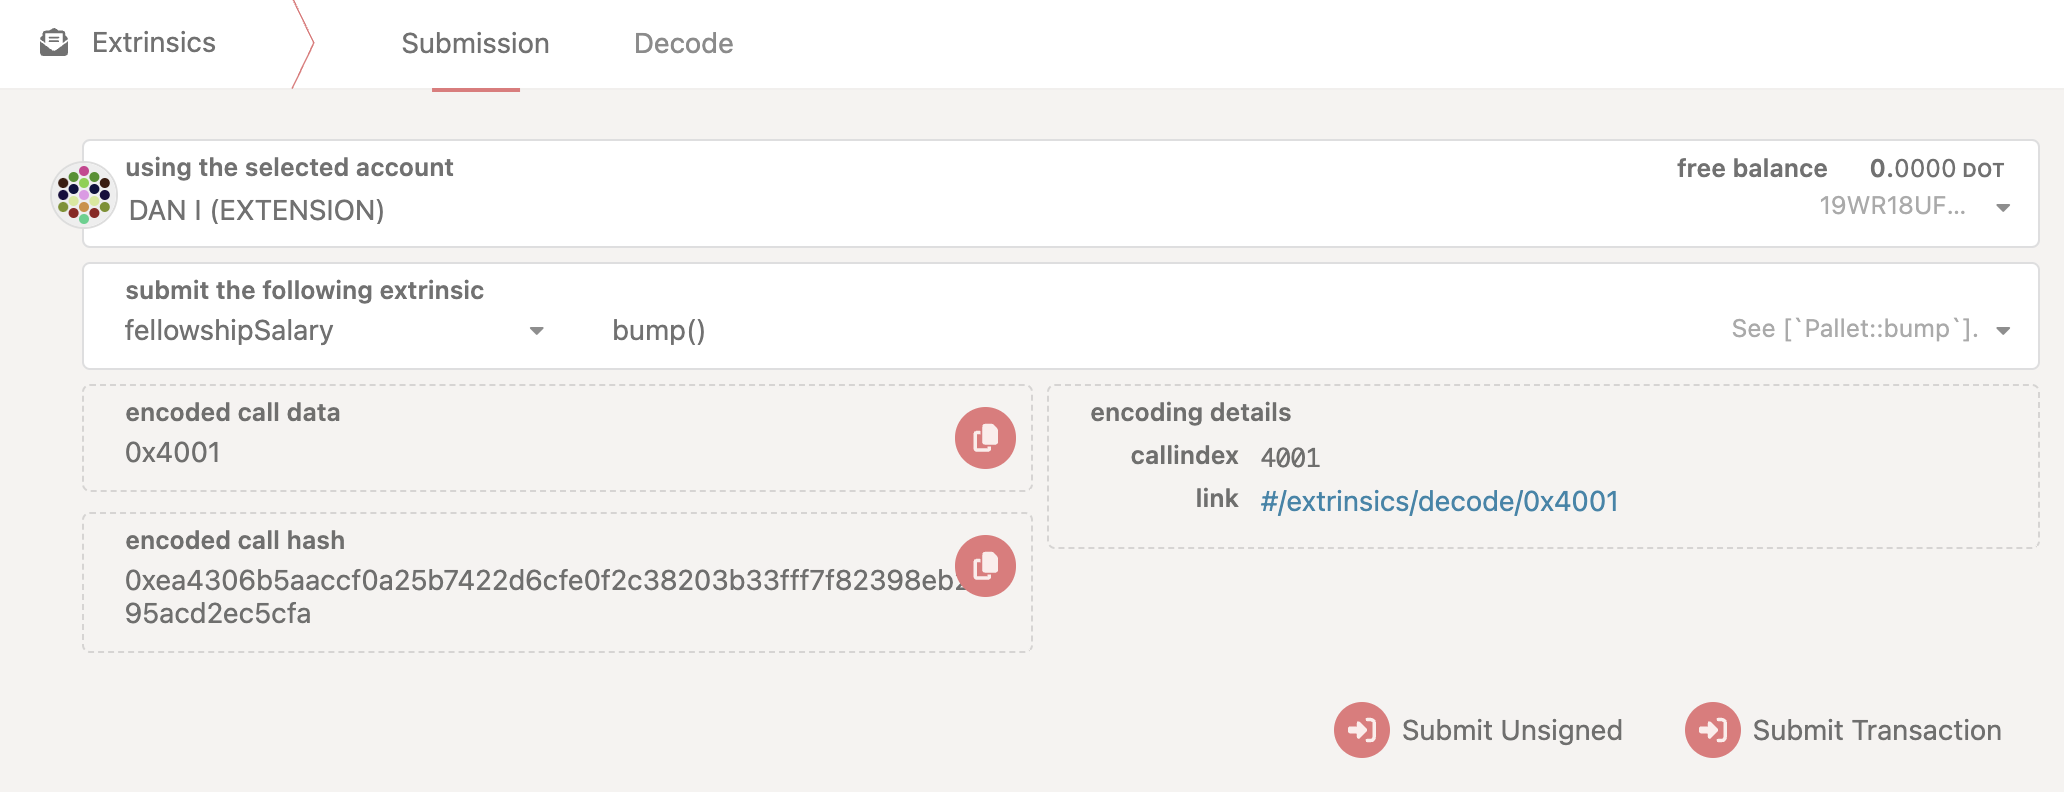 Extrinsics
Submission
Decode
using the selected account
DAN I (EXTENSION)
free balance 0.0000 DOT
19WR18UF...
submit the following extrinsic
fellowshipSalary
bump()
See [`Pallet::bump`].
encoded call data
0x4001
encoding details
callindex 4001
link #/extrinsics/decode/0x4001
encoded call hash
0xea4306b5aaccf0a25b7422d6cfe0f2c38203b33fff7f82398eb
95acd2ec5cfa
Submit Unsigned
Submit Transaction